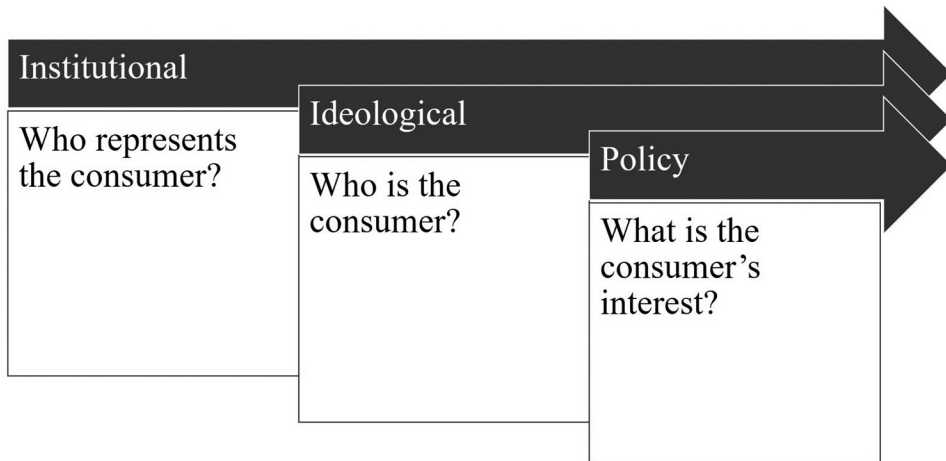 Institutional
Who represents
the consumer?
Ideological
Who is the
consumer?
Policy
What is the
consumer’s
interest?